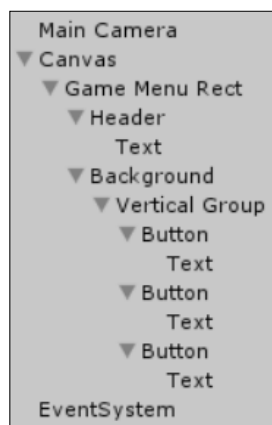 Main Camera
Canvas
Game Menu Rect
Header
Text
Background
Vertical Group
Button
Text
Button
Text
Button
Text
EventSystem